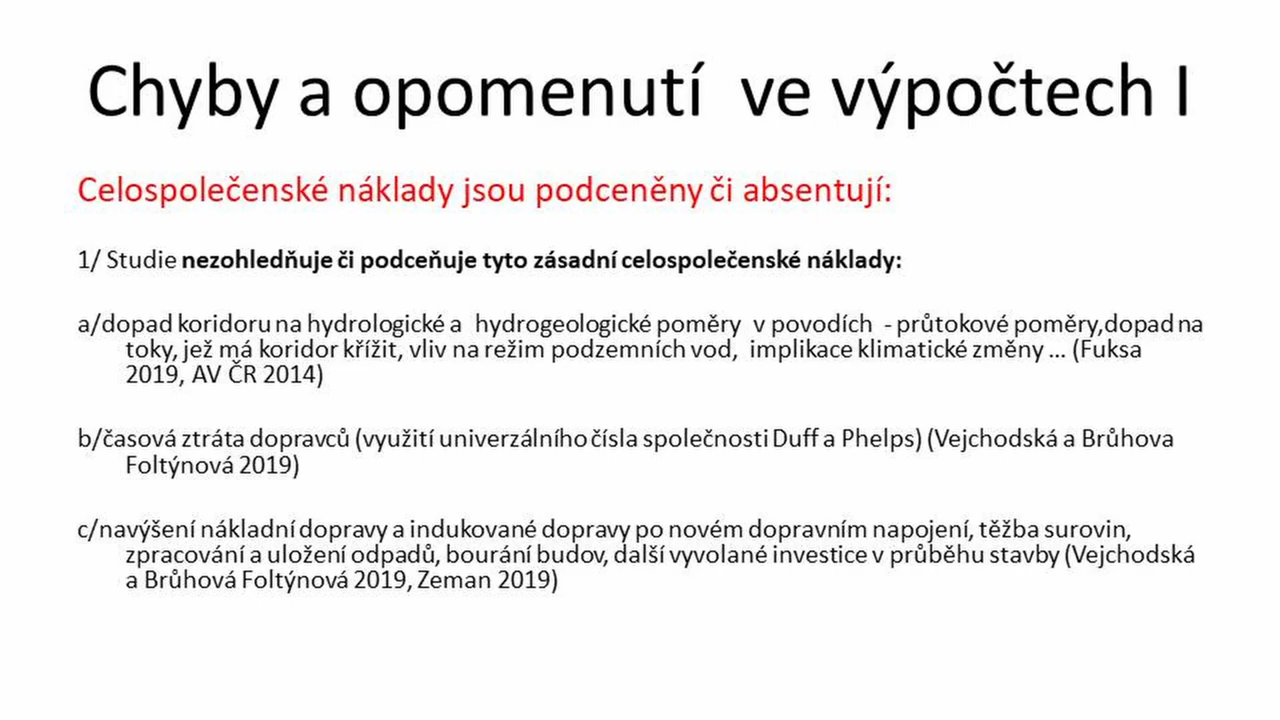 Chyby a opomenutí  ve výpočtech I
Celospolečenské náklady jsou podceněny či absentují:
1/ Studie nezohledňuje či podceňuje tyto zásadní celospolečenské náklady:
a/dopad koridoru na hydrologické a  hydrogeologické poměry  v povodích  - průtokové poměry,dopad na
toky, jež má koridor křížit, vliv na režim podzemních vod,  implikace klimatické změny ... (Fuksa
2019, AV ČR 2014)
b/časová ztráta dopravců (využití univerzálního čísla společnosti Duff a Phelps) (Vejchodská a Brůhova
Foltýnová 2019)
c/navýšení nákladní dopravy a indukované dopravy po novém dopravním napojení, těžba surovin,
zpracování a uložení odpadů, bourání budov, další vyvolané investice v průběhu stavby (Vejchodská
a Brůhová Foltýnová 2019, Zeman 2019)